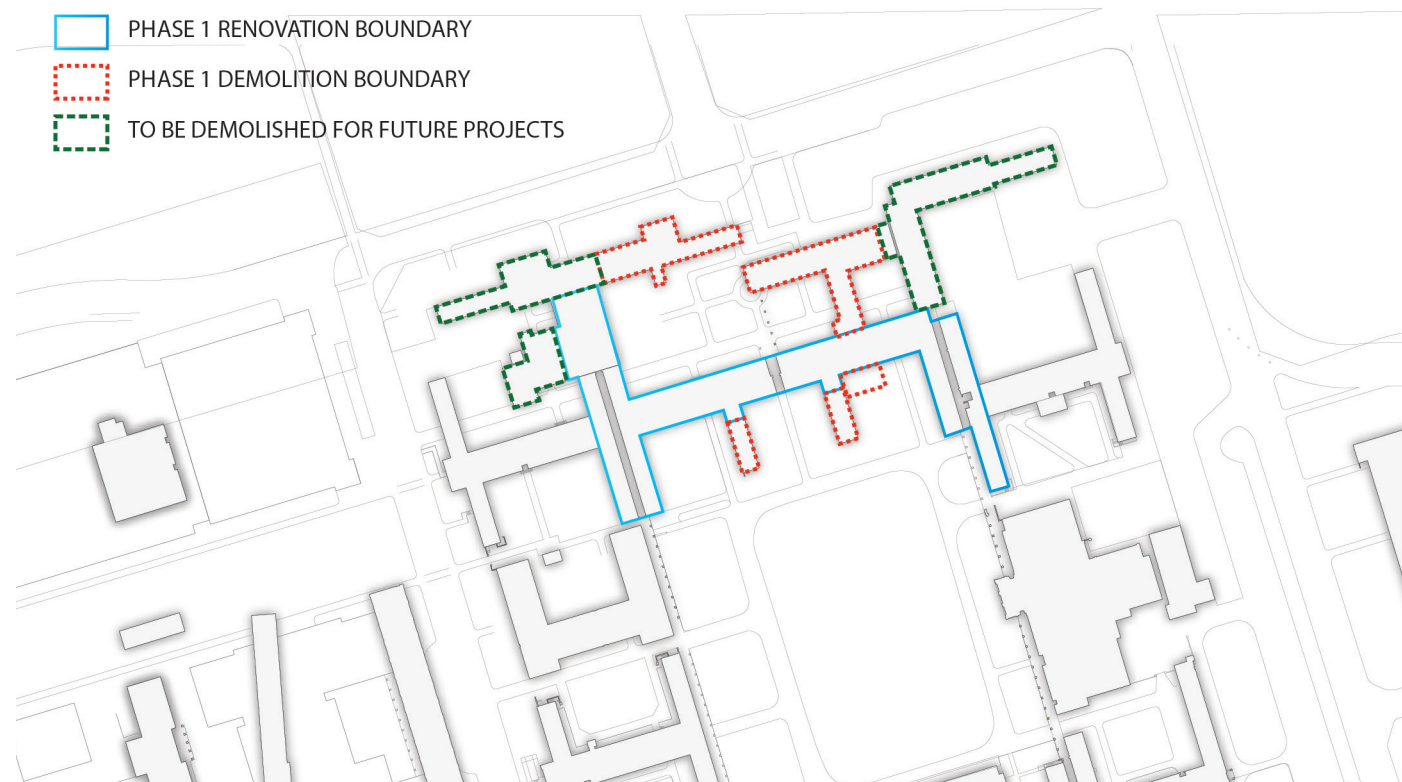 PHASE 1 RENOVATION BOUNDARY
PHASE 1 DEMOLITION BOUNDARY
TO BE DEMOLISHED FOR FUTURE PROJECTS